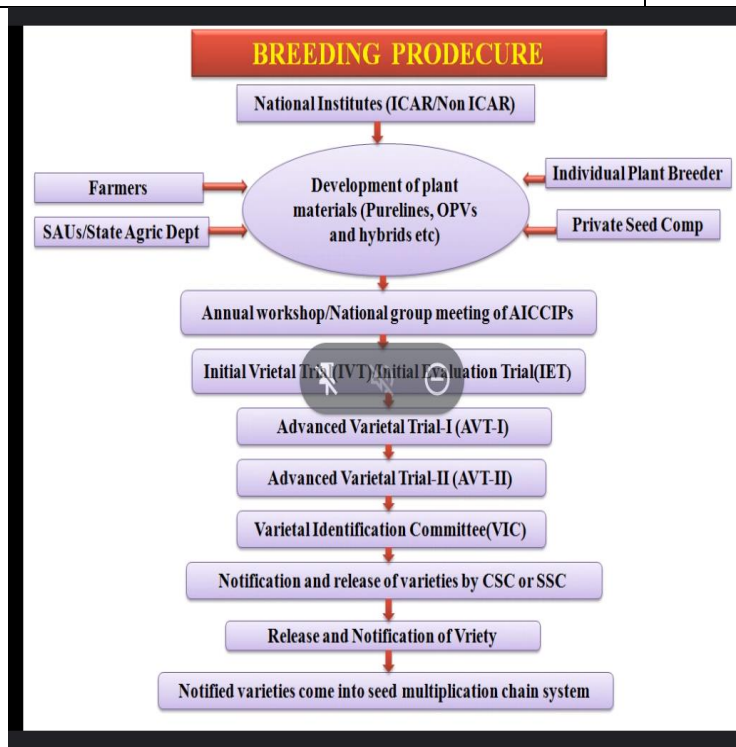 BREEDING PRODECURE
National Institutes (ICAR/Non ICAR)
Farmers
SAUs/State Agric Dept
Development of plant
materials (Purelines, OPVs
and hybrids etc)
Individual Plant Breeder
Private Seed Comp
Annual workshop/National group meeting of AICCIPs
Initial Vrietal Trial(IVT)/Initial Evaluation Trial(IET)
Advanced Varietal Trial-I (AVT-I)
Advanced Varietal Trial-II (AVT-II)
Varietal Identification Committee(VIC)
Notification and release of varieties by CSC or SSC
Release and Notification of Vriety
Notified varieties come into seed multiplication chain system